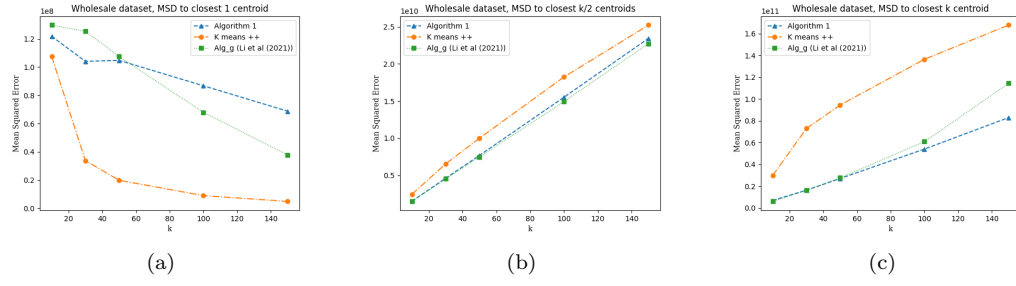 Wholesale dataset, MSD to closest 1 centroid
1e8
Algorithm 1
K means ++
Alg_g (Li et al (2021))
Mean Squared Error
1.2
1.0
0.8
0.6
0.4
0.2
0.0
20 40 60 80 100 120 140
k
(a)
Wholesale dataset, MSD to closest k/2 centroids
1e10
Algorithm 1
K means ++
Alg_g (Li et al (2021))
Mean Squared Error
2.5
2.0
1.5
1.0
0.5
20 40 60 80 100 120 140
k
(b)
Wholesale dataset, MSD to closest k centroid
1e11
Algorithm 1
K means ++
Alg_g (Li et al (2021))
Mean Squared Error
1.6
1.4
1.2
1.0
0.8
0.6
0.4
0.2
0.0
20 40 60 80 100 120 140
k
(c)